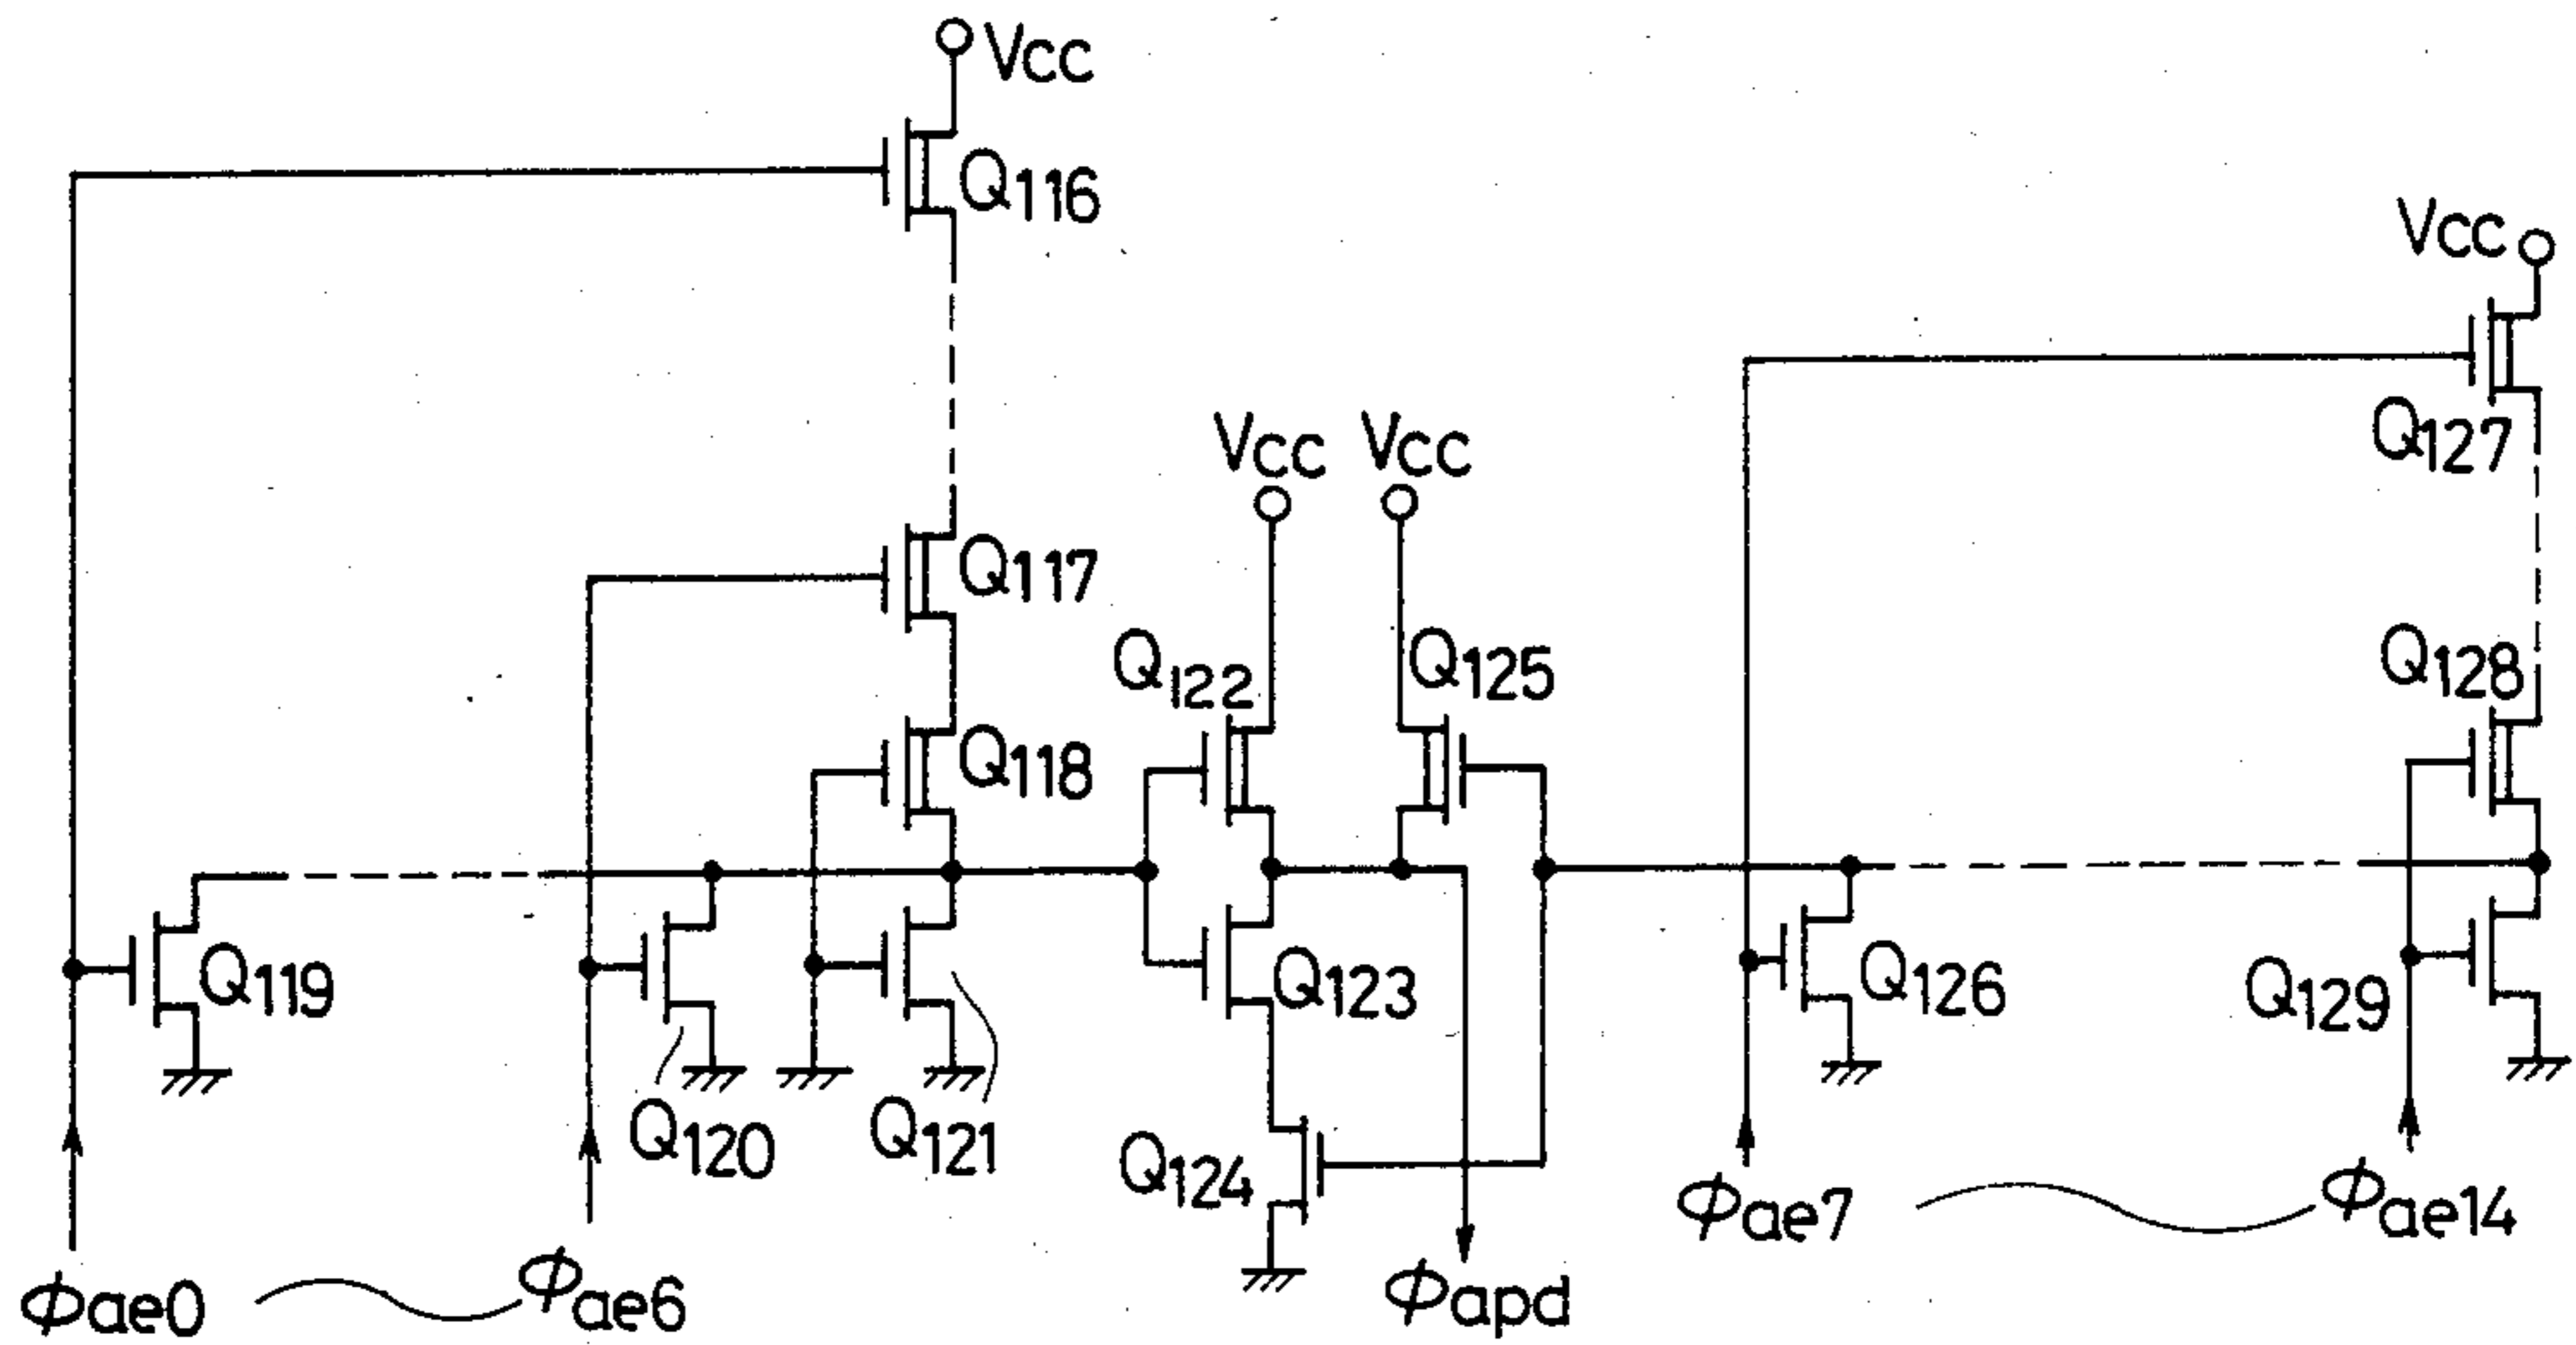 Vcc
Q116
Vcc
Q127
Vcc
Vcc
Q117
Q122
Q125
Q128
Q118
Q119
Q123
Q126
Q129
Q120
Q121
Q124
ϕae0
ϕae6
ϕapd
ϕae7
ϕae14